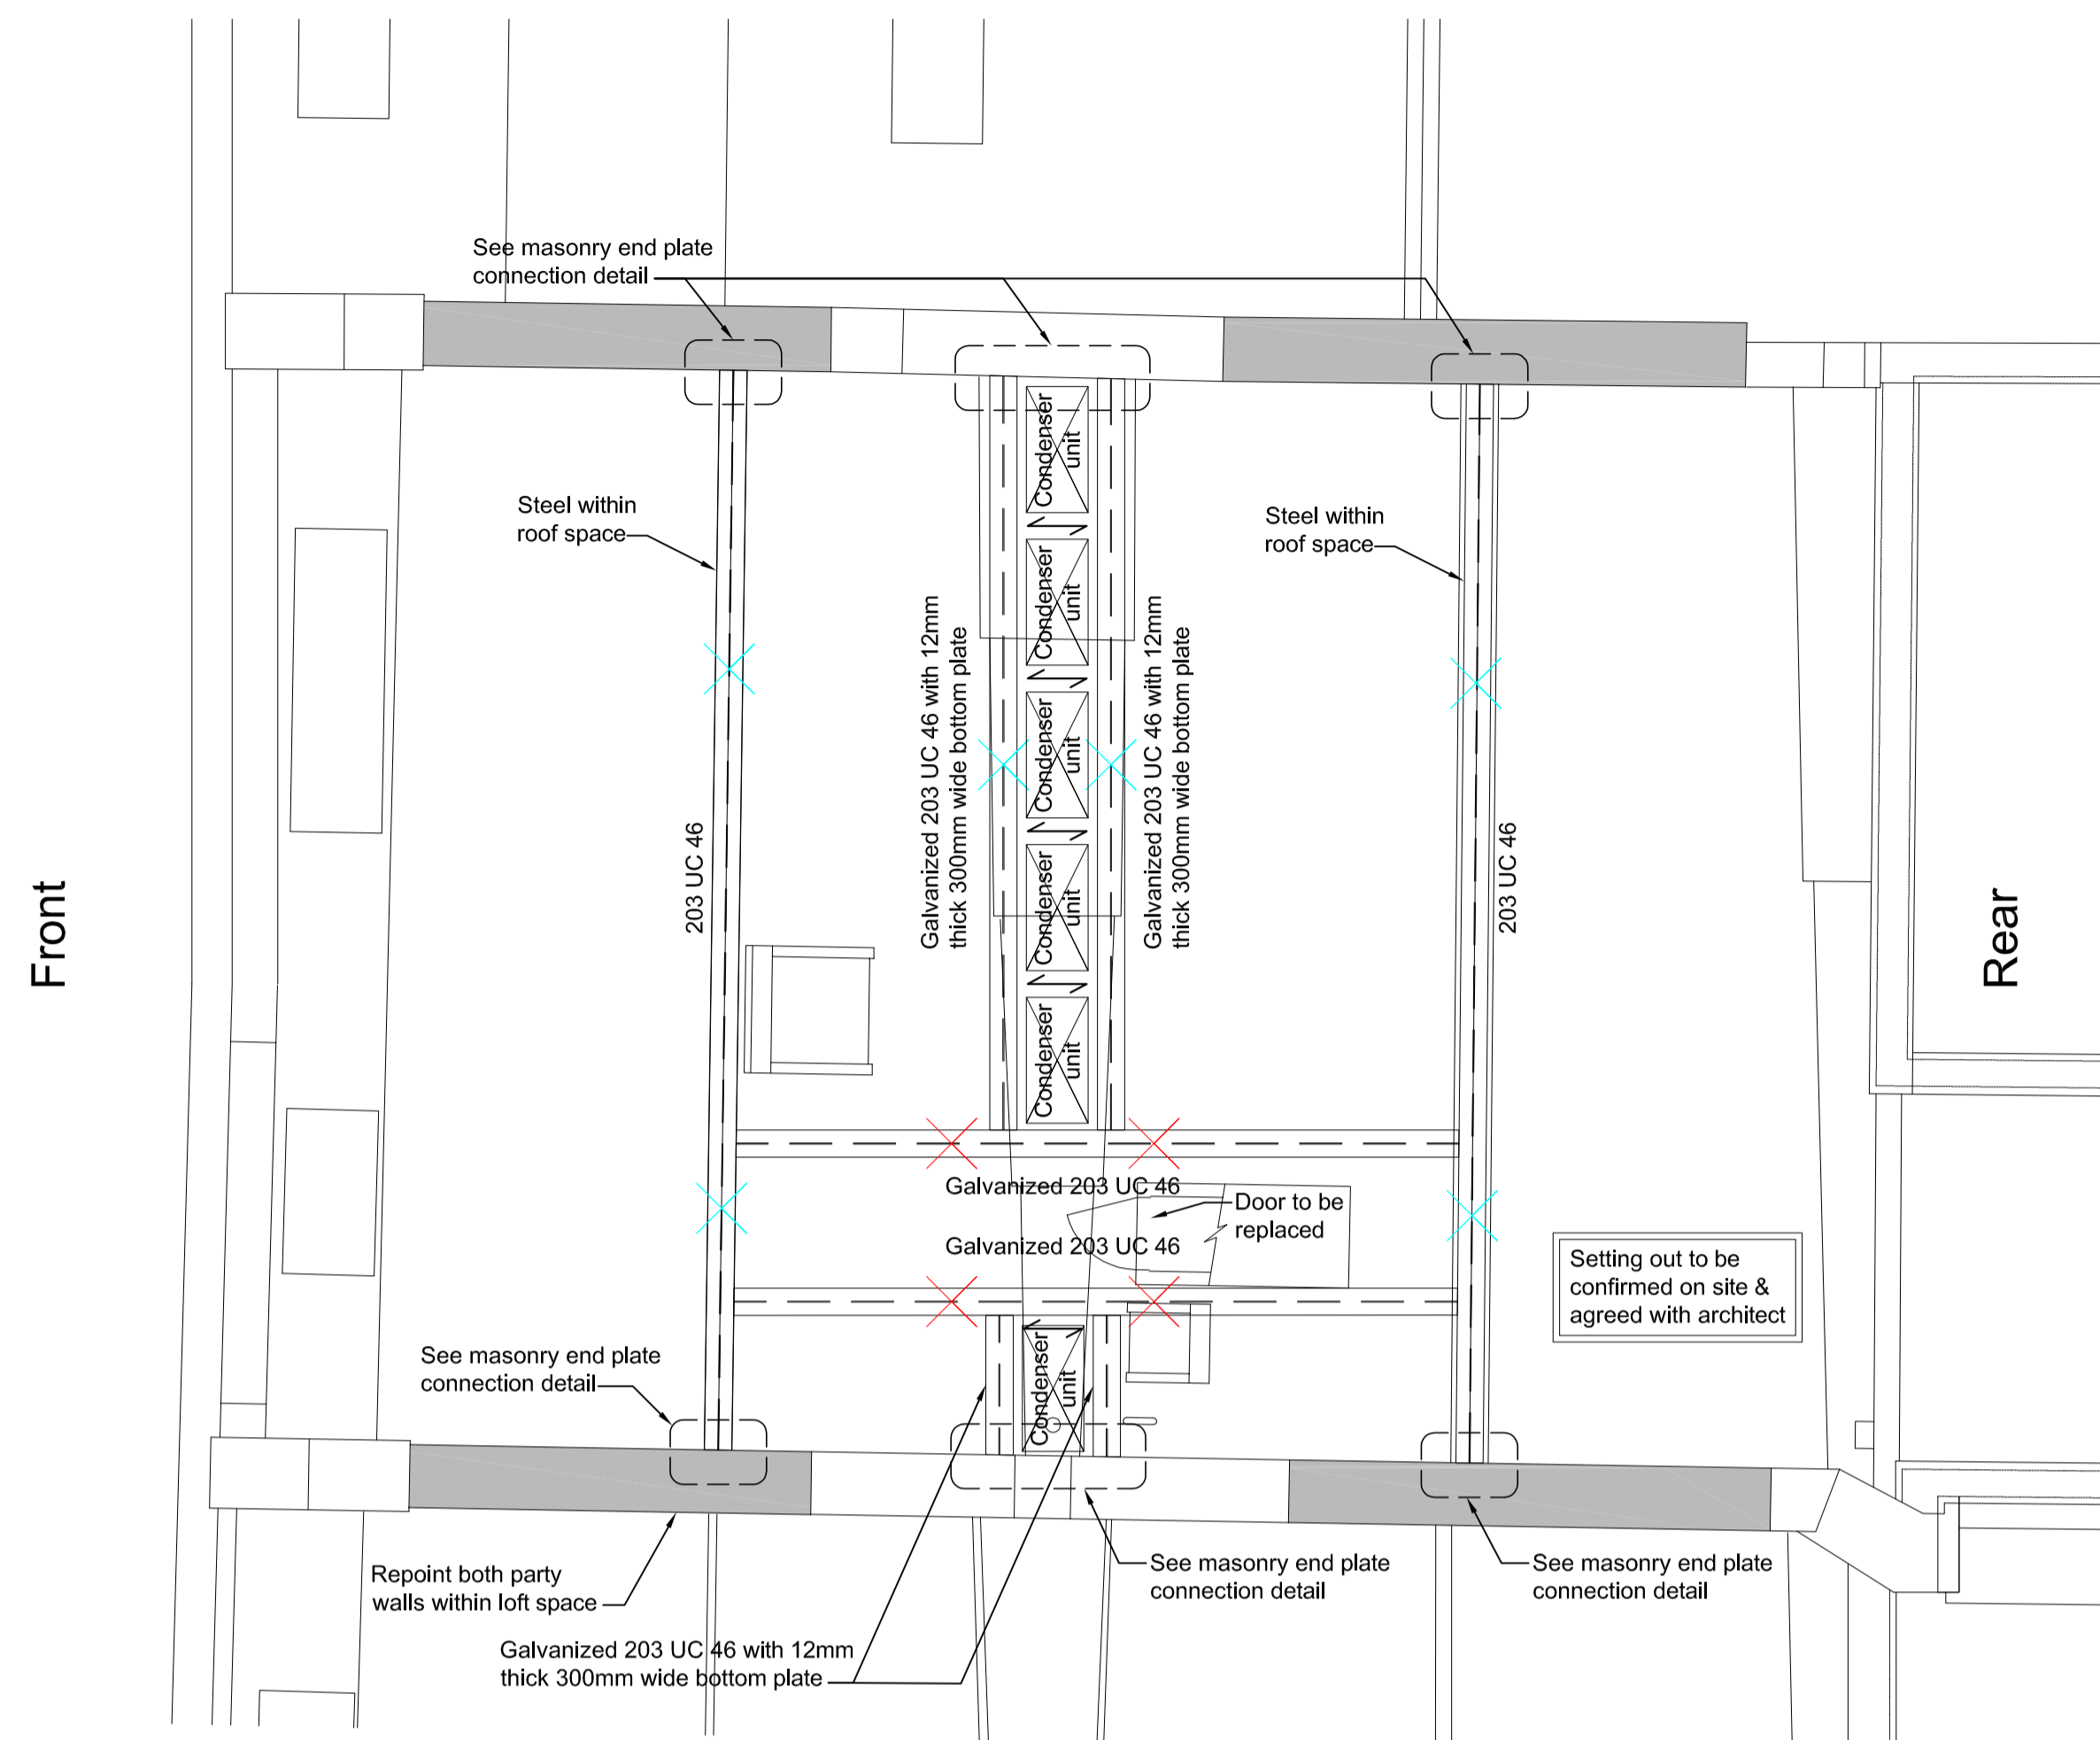 See masonry end plate
connection detail
Steel within
roof space
Steel within
roof space
Condenser
unit
Condenser
unit
Condenser
unit
Condenser
unit
Condenser
unit
Galvanized 203 UC 46 with 12mm
thick 300mm wide bottom plate
Galvanized 203 UC 46 with 12mm
thick 300mm wide bottom plate
203 UC 46
203 UC 46
Front
Rear
Galvanized 203 UC 46
Door to be
replaced
Galvanized 203 UC 46
Setting out to be
confirmed on site &
agreed with architect
See masonry end plate
connection detail
Condenser
unit
Repoint both party
walls within loft space
See masonry end plate
connection detail
See masonry end plate
connection detail
Galvanized 203 UC 46 with 12mm
thick 300mm wide bottom plate